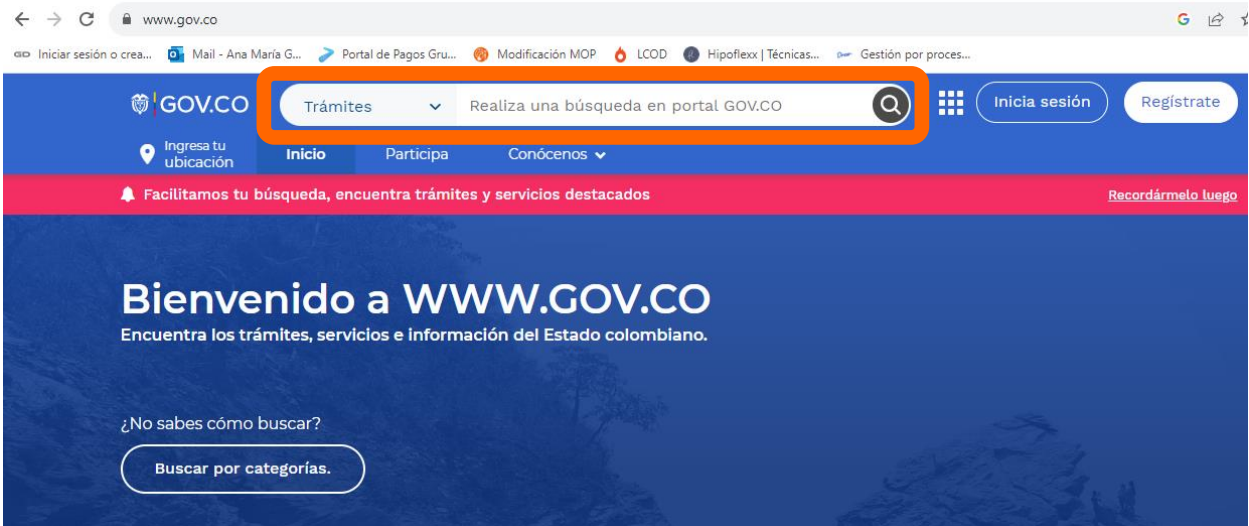 www.gov.co
G
GD Iniciar sesión o crea... Mail - Ana María G... Portal de Pagos Gru... Modificación MOP LCOD Hipoflexx | Técnicas... Gestión por proces...
GOV.CO Trámites Realiza una búsqueda en portal GOV.CO Inicia sesión Regístrate
Ingresa tu
ubicación
Inicio Participa Conócenos
Facilitamos tu búsqueda, encuentra trámites y servicios destacados Recordármelo luego
Bienvenido a WWW.GOV.CO
Encuentra los trámites, servicios e información del Estado colombiano.
¿No sabes cómo buscar?
Buscar por categorías.